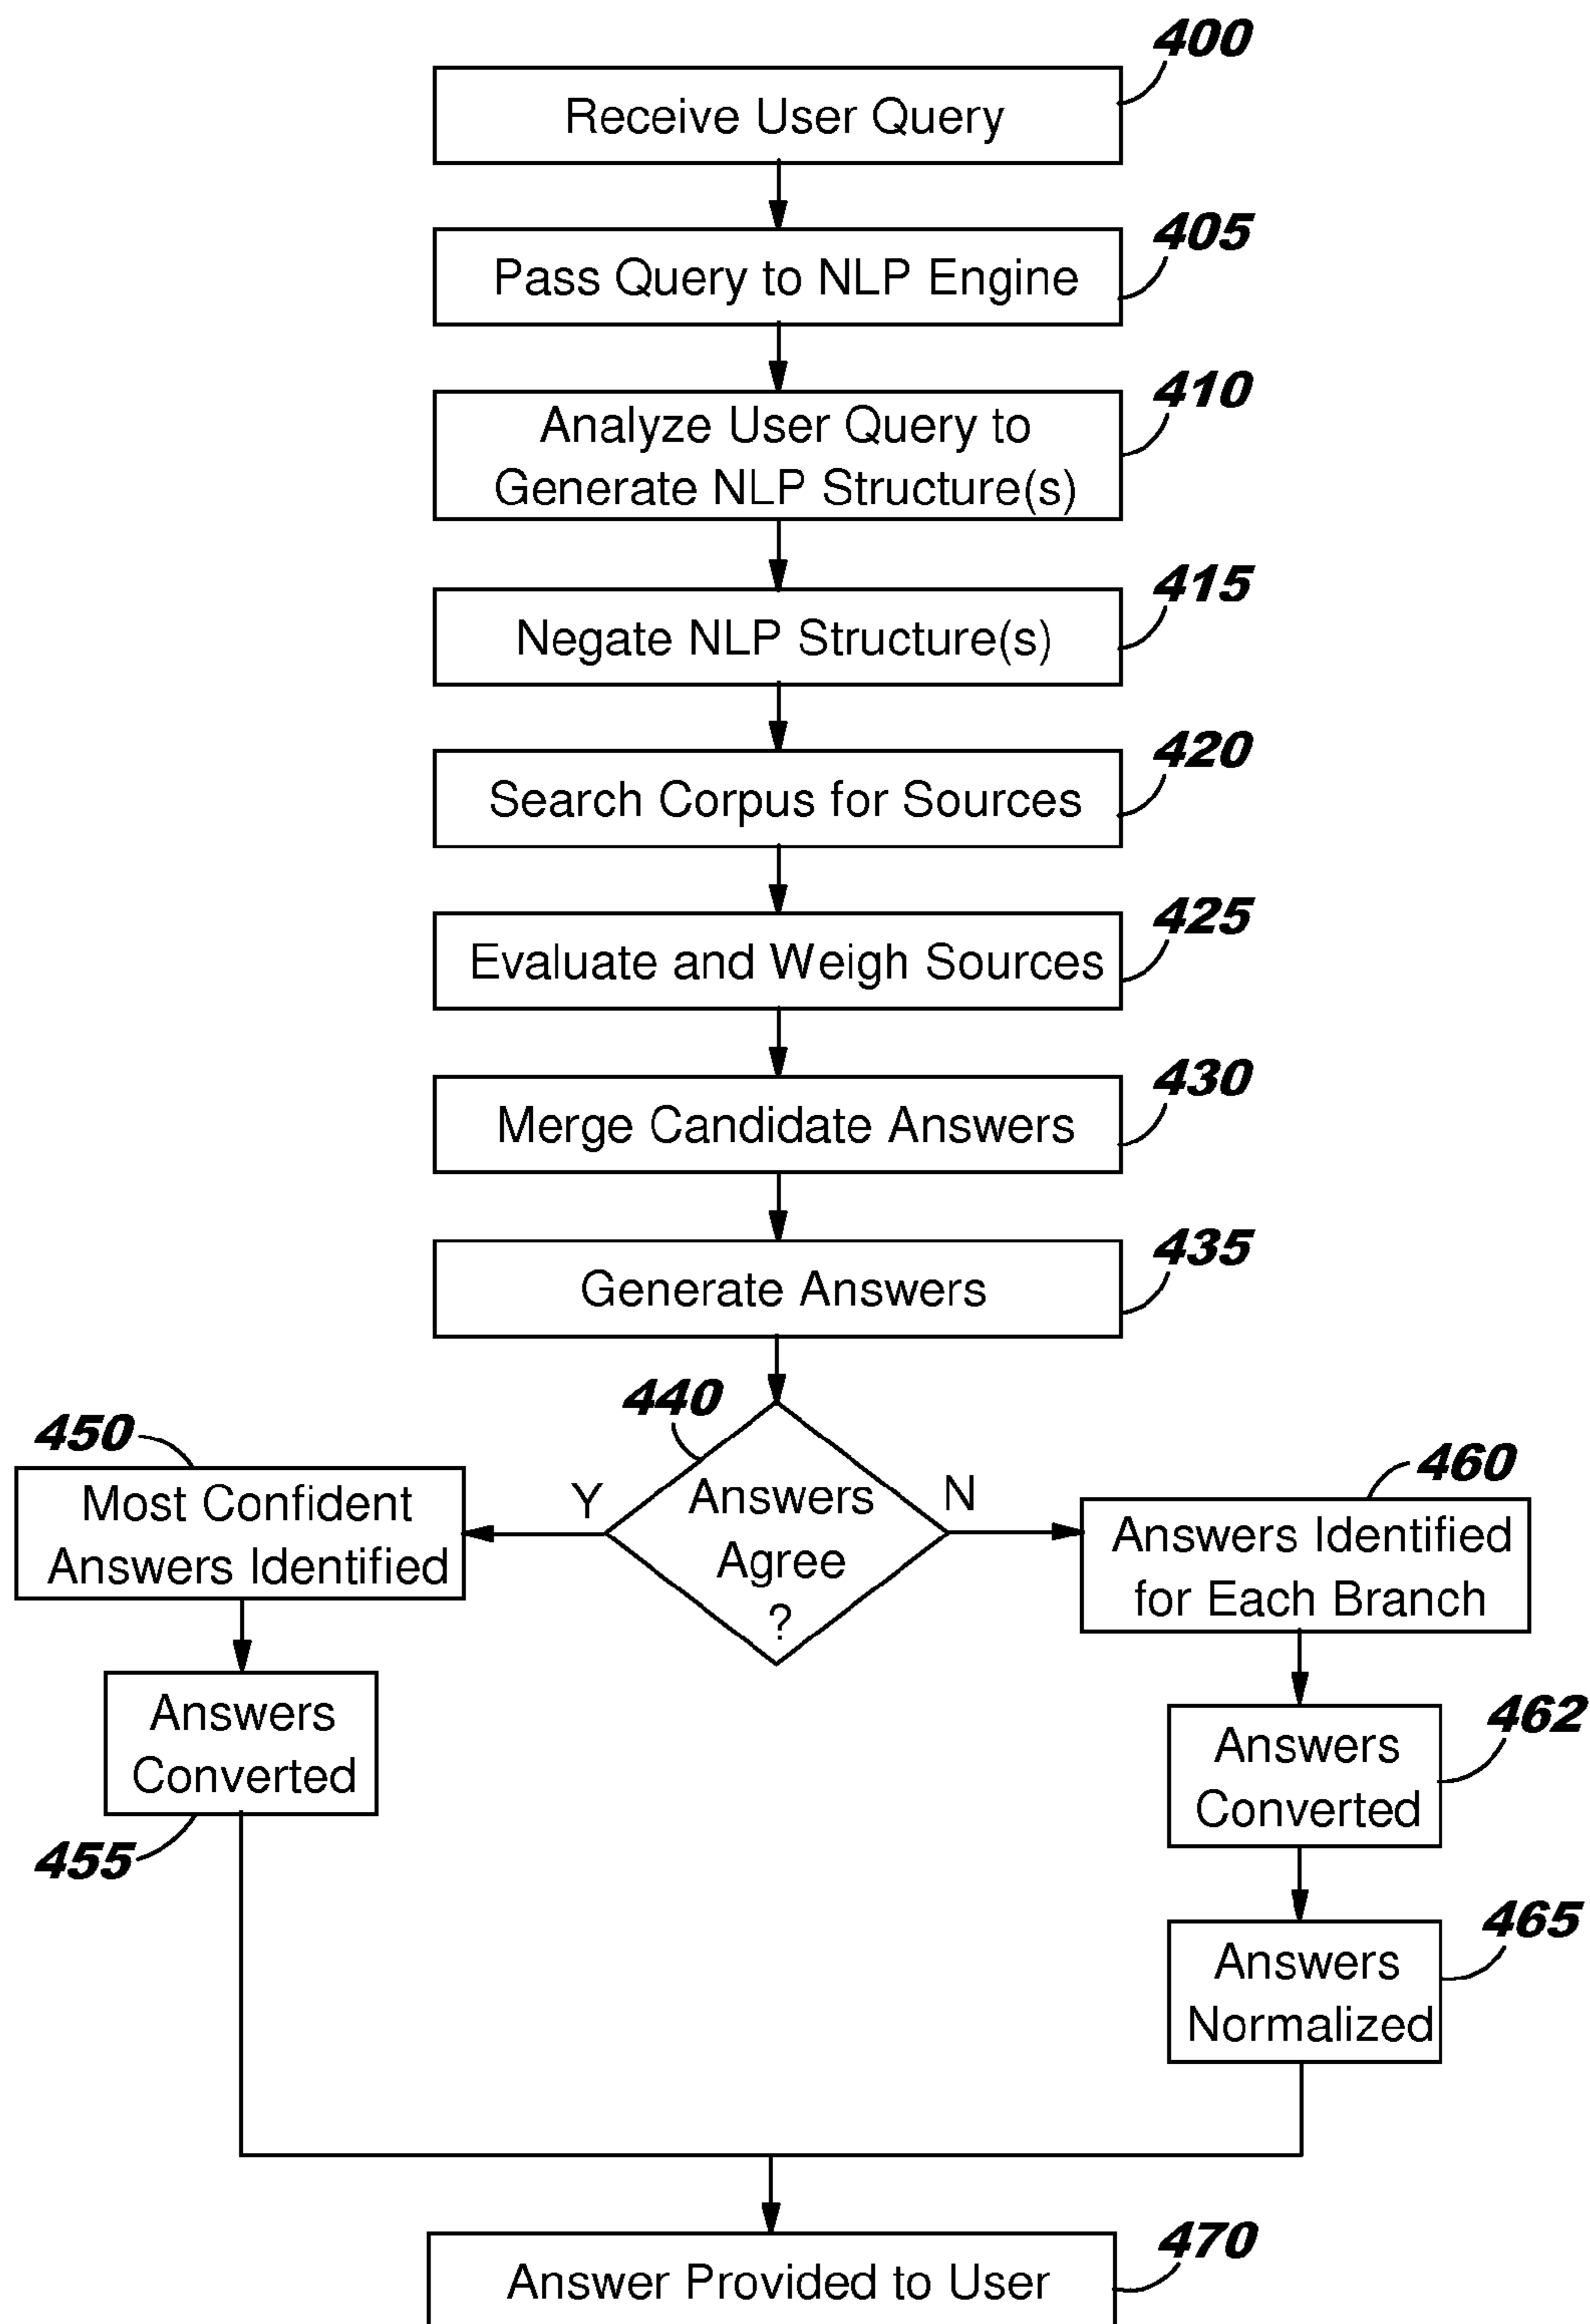 400
Receive User Query
405
Pass Query to NLP Engine
410
Analyze User Query to
Generate NLP Structure(s)
415
Negate NLP Structure(s)
420
Search Corpus for Sources
425
Evaluate and Weigh Sources
430
Merge Candidate Answers
435
Generate Answers
440
Answers
Agree
?
Y
N
450
Most Confident
Answers Identified
455
Answers
Converted
460
Answers Identified
for Each Branch
462
Answers
Converted
465
Answers
Normalized
470
Answer Provided to User